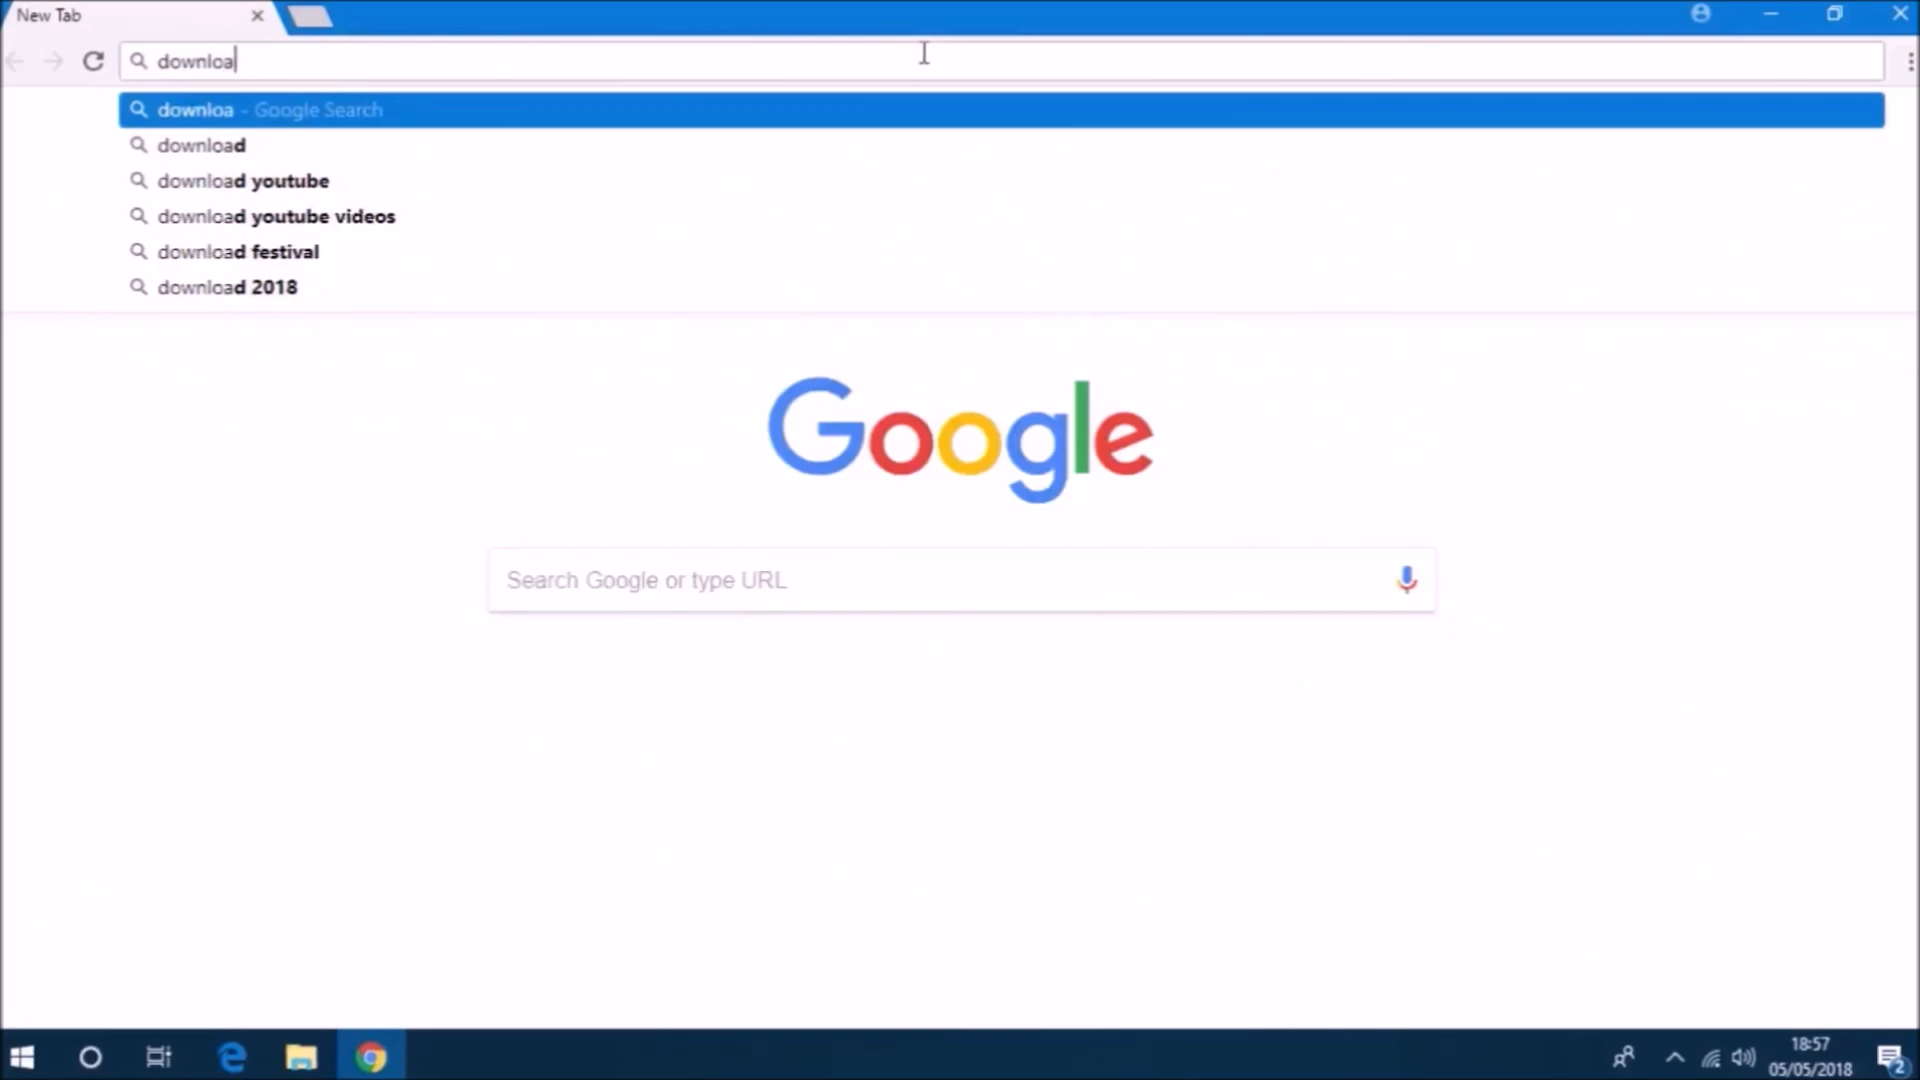 New Tab
downloa
downloa - Google Search
download
download youtube
download youtube videos
download festival
download 2018
Google
Search Google or type URL
18:57
05/05/2018
2